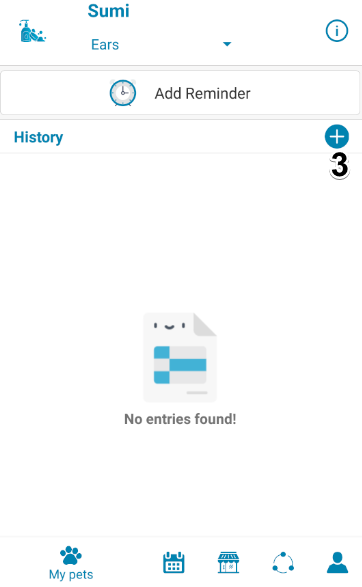 Sumi
Ears
i
Add Reminder
History
3
No entries found!
My pets